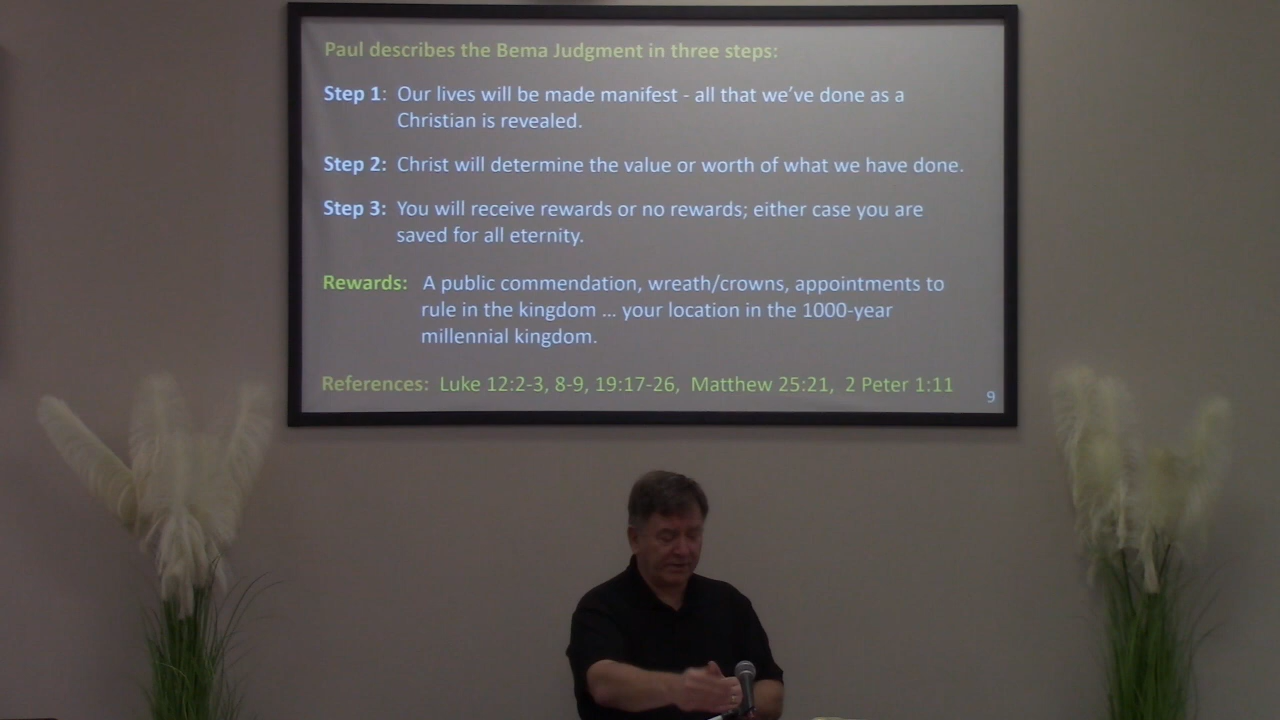 Paul describes the Bema Judgment in three steps:
Step 1: Our lives will be made manifest - all that we've done as a
Christian is revealed.
Step 2: Christ will determine the value or worth of what we have done.
Step 3: You will receive rewards or no rewards; either case you are
saved for all eternity.
Rewards: A public commendation, wreath/crowns, appointments to
rule in the kingdom ... your location in the 1000-year
millennial kingdom.
References: Luke 12:2-3, 8-9, 19:17-26, Matthew 25:21, 2 Peter 1:11
9